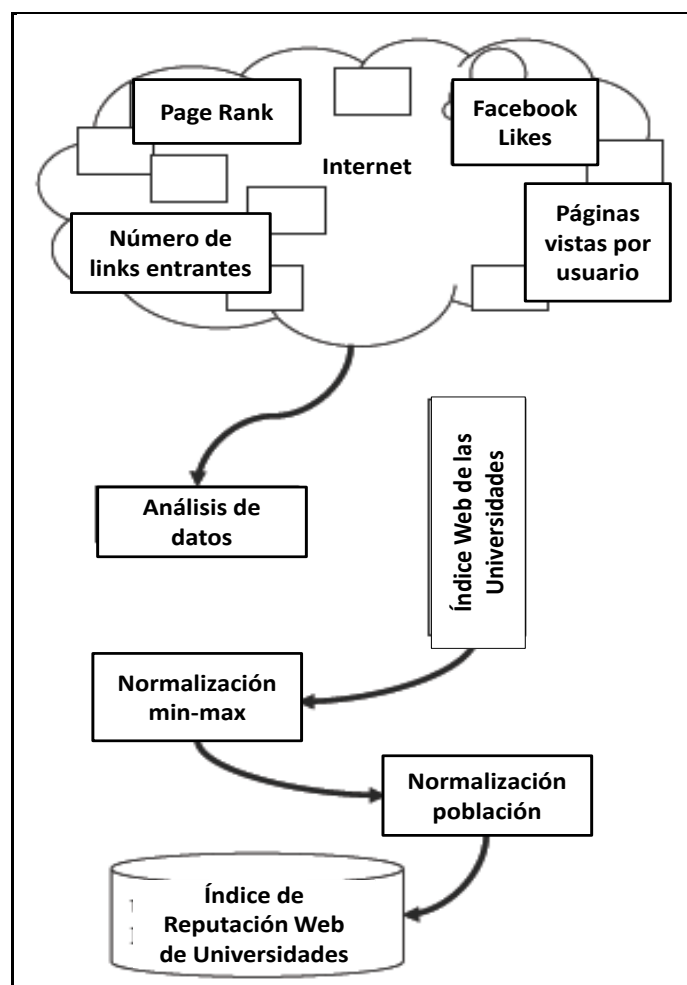 Page Rank
Facebook
Likes
Internet
Número de
links entrantes
Páginas
vistas por
usuario
Análisis de
datos
Índice Web de las
Universidades
Normalización
min-max
Normalización
población
Índice de
Reputación Web
de Universidades